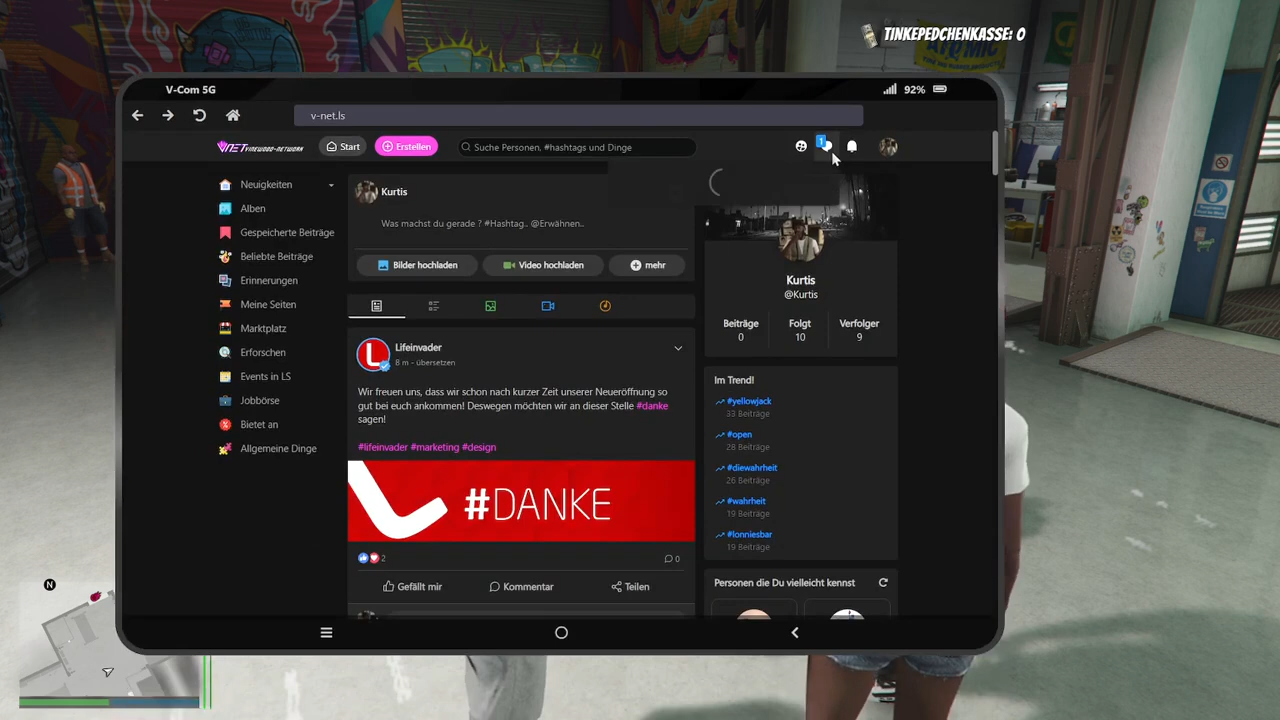 TINKEPEDCHENKASSE: 0
ATOMIC
V-Com 5G
92%
v-net.ls
VNET VINEWOOD-NETWORK
Start
Erstellen
Suche Personen, #hashtags und Dinge
1
Neuigkeiten
Alben
Gespeicherte Beiträge
Beliebte Beiträge
Erinnerungen
Meine Seiten
Marktplatz
Erforschen
Events in LS
Jobbörse
Bietet an
Allgemeine Dinge
Kurtis
Was machst du gerade ? #Hashtag.. @Erwähnen..
Bilder hochladen
Video hochladen
mehr
Lifeinvader
8 m - übersetzen
Wir freuen uns, dass wir schon nach kurzer Zeit unserer Neueröffnung so
gut bei euch ankommen! Deswegen möchten wir an dieser Stelle #danke
sagen!
#lifeinvader #marketing #design
#DANKE
2
0
Gefällt mir
Kommentar
Teilen
Kurtis
@Kurtis
Beiträge Folgt Verfolger
0 10 9
Im Trend!
#yellowjack
33 Beiträge
#open
28 Beiträge
#diewahrheit
26 Beiträge
#wahrheit
19 Beiträge
#lonniesbar
19 Beiträge
Personen die Du vielleicht kennst
N